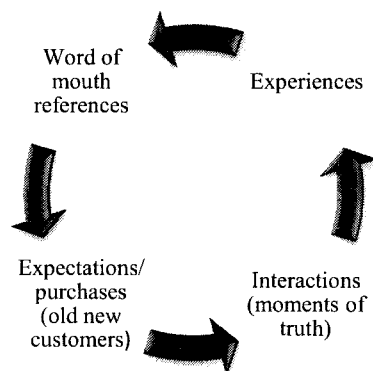 Word of
mouth
references
Experiences
Expectations/
purchases
(old new
customers)
Interactions
(moments of
truth)